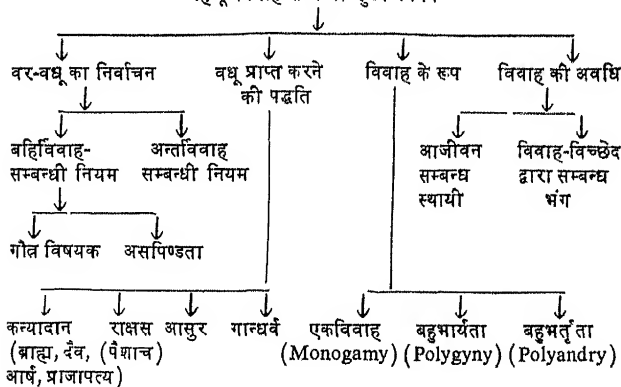 वर-वधू का निर्वाचन वधू प्राप्त करने विवाह के रूप विवाह की अवधि
की पद्धति
बहिर्विवाह- अन्तर्विवाह आजीवन विवाह-विच्छेद
सम्बन्धी नियम सम्बन्धी नियम सम्बन्ध द्वारा सम्बन्ध
स्थायी भंग
गौत्र विषयक असपिण्डता
कन्यादान राक्षस आसुर गान्धर्व एकविवाह बहुभार्यता बहुभर्तृता
(ब्राह्म, दैव, (पैशाच) (Monogamy) (Polygyny) (Polyandry)
आर्ष, प्राजापत्य)